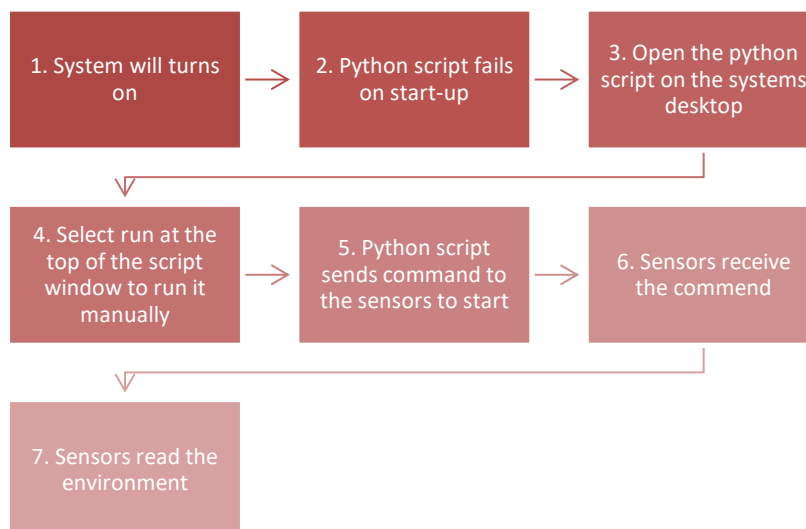 1. System will turns
on
2. Python script fails
on start-up
3. Open the python
script on the systems
desktop
4. Select run at the
top of the script
window to run it
manually
5. Python script
sends command to
the sensors to start
6. Sensors receive
the commend
7. Sensors read the
environment